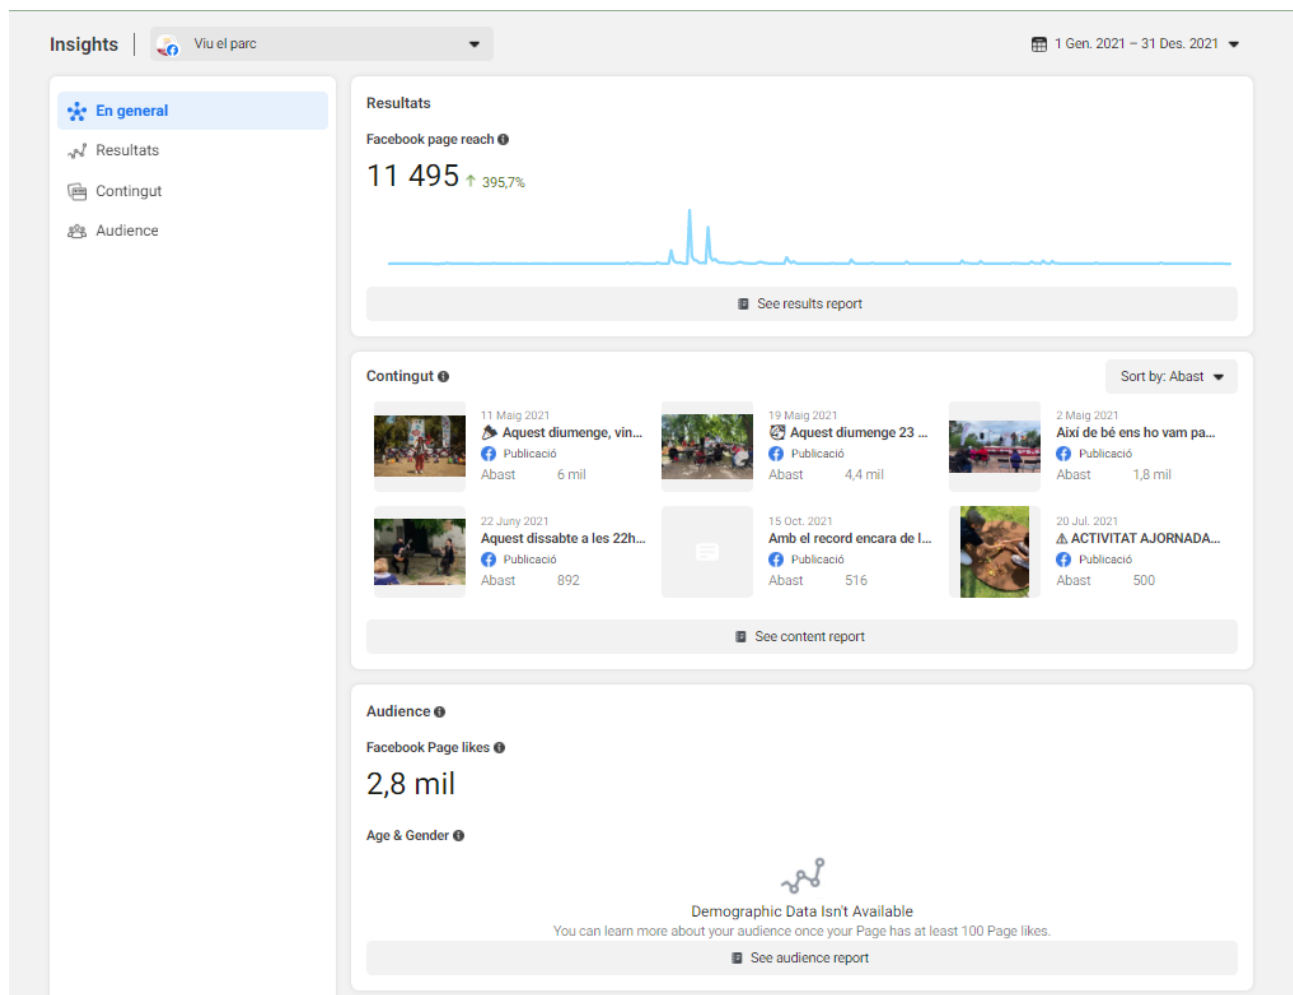 Insights
Viu el parc
1 Gen. 2021 – 31 Des. 2021
En general
Resultats
Contingut
Audience
Resultats
Facebook page reach
11 495 ↑ 395,7%
See results report
Contingut
Sort by: Abast
11 Maig 2021
Aquest diumenge, vin...
Publicació
Abast 6 mil
19 Maig 2021
Aquest diumenge 23 ...
Publicació
Abast 4,4 mil
2 Maig 2021
Així de bé ens ho vam pa...
Publicació
Abast 1,8 mil
22 Juny 2021
Aquest dissabte a les 22h...
Publicació
Abast 892
15 Oct. 2021
Amb el record encara de l...
Publicació
Abast 516
20 Jul. 2021
⚠ ACTIVITAT AJORNADA...
Publicació
Abast 500
See content report
Audience
Facebook Page likes
2,8 mil
Age & Gender
Demographic Data Isn't Available
You can learn more about your audience once your Page has at least 100 Page likes.
See audience report